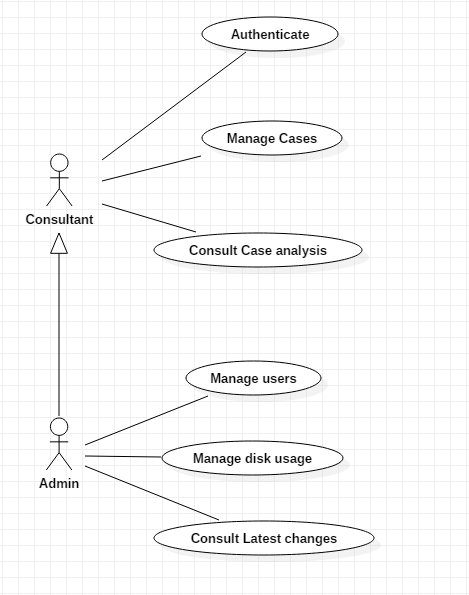 Authenticate
Manage Cases
Consultant
Consult Case analysis
Manage users
Manage disk usage
Admin
Consult Latest changes